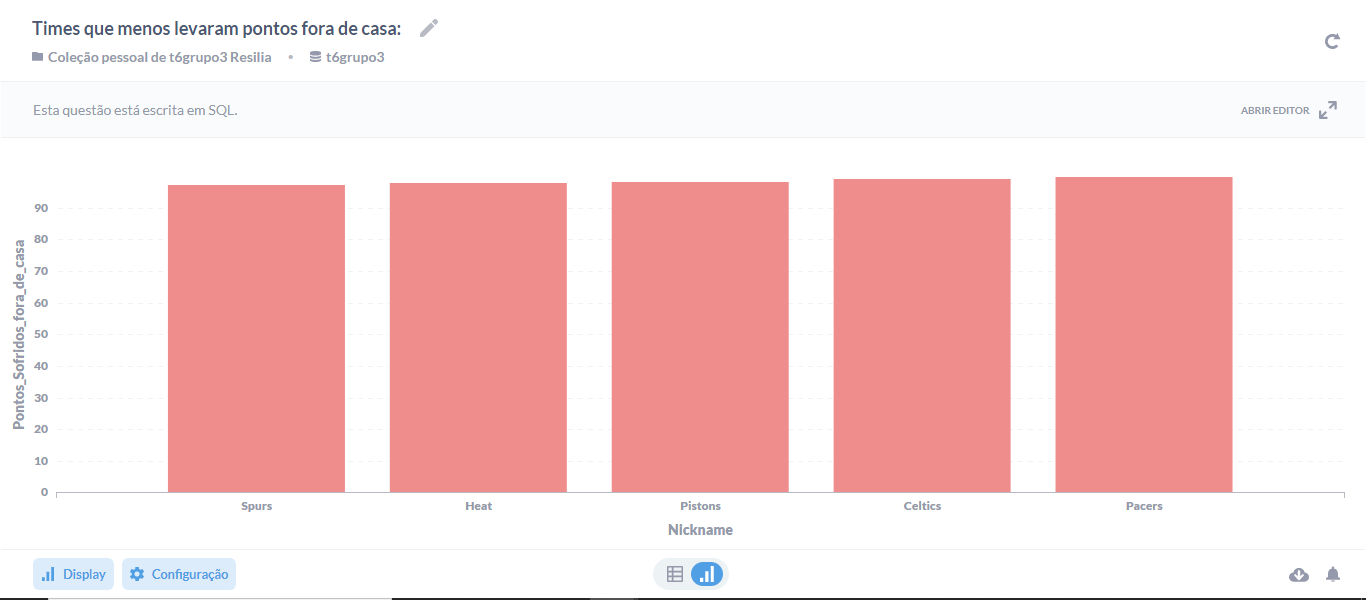 Times que menos levaram pontos fora de casa:
Coleção pessoal de t6grupo3 Resilia • t6grupo3
Esta questão está escrita em SQL.
ABRIR EDITOR
Pontos_Sofridos_fora_de_casa
90
80
70
60
50
40
30
20
10
0
Spurs Heat Pistons Celtics Pacers
Nickname
Display Configuração